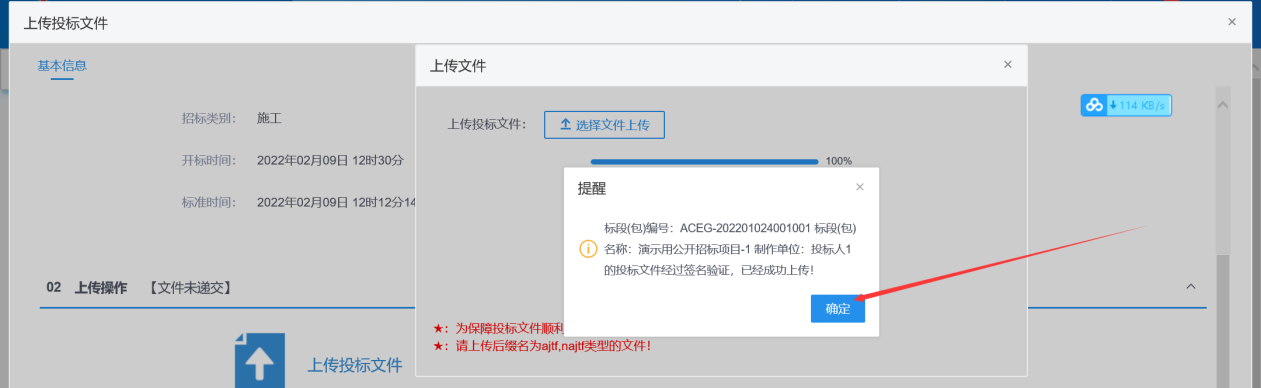 上传投标文件
基本信息
上传文件
招标类别： 施工
上传投标文件：
选择文件上传
114 KB/s
开标时间： 2022年02月09日 12时30分
100%
标准时间： 2022年02月09日 12时12分14
提醒
标段(包)编号：ACEG-202201024001001 标段(包)
名称：演示用公开招标项目-1 制作单位：投标人1
的投标文件经过签名验证，已经成功上传！
确定
02 上传操作 【文件未递交】
★：为保障投标文件顺利
★：请上传后缀名为ajtf,najtf类型的文件！
上传投标文件